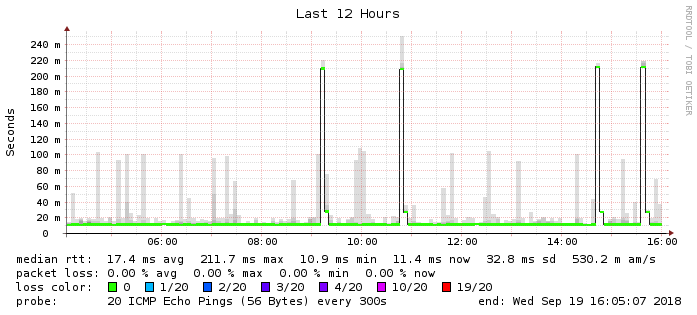 Last 12 Hours
RRDTOOL / TOBI OETIKER
Seconds
240 m
220 m
200 m
180 m
160 m
140 m
120 m
100 m
80 m
60 m
40 m
20 m
0
06:00 08:00 10:00 12:00 14:00 16:00
median rtt: 17.4 ms avg 211.7 ms max 10.9 ms min 11.4 ms now 32.8 ms sd 530.2 m am/s
packet loss: 0.00 % avg 0.00 % max 0.00 % min 0.00 % now
loss color: 0 1/20 2/20 3/20 4/20 10/20 19/20
probe: 20 ICMP Echo Pings (56 Bytes) every 300s end: Wed Sep 19 16:05:07 2018